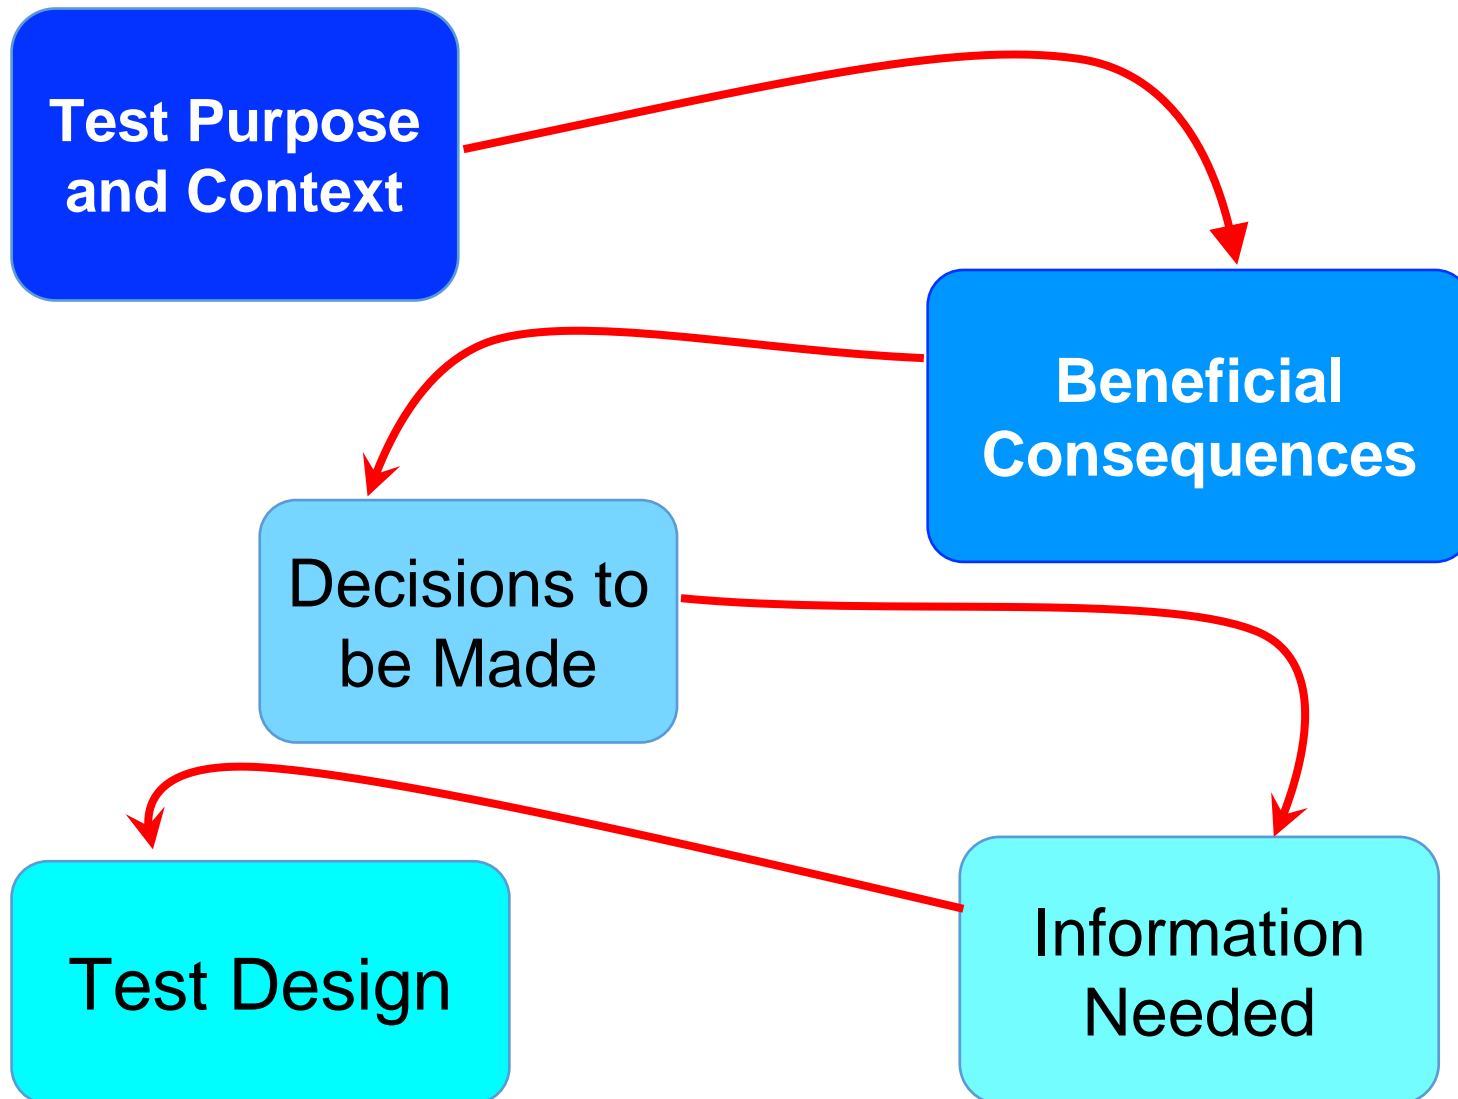 Test Purpose
and Context
Beneficial
Consequences
Decisions to
be Made
Information
Needed
Test Design